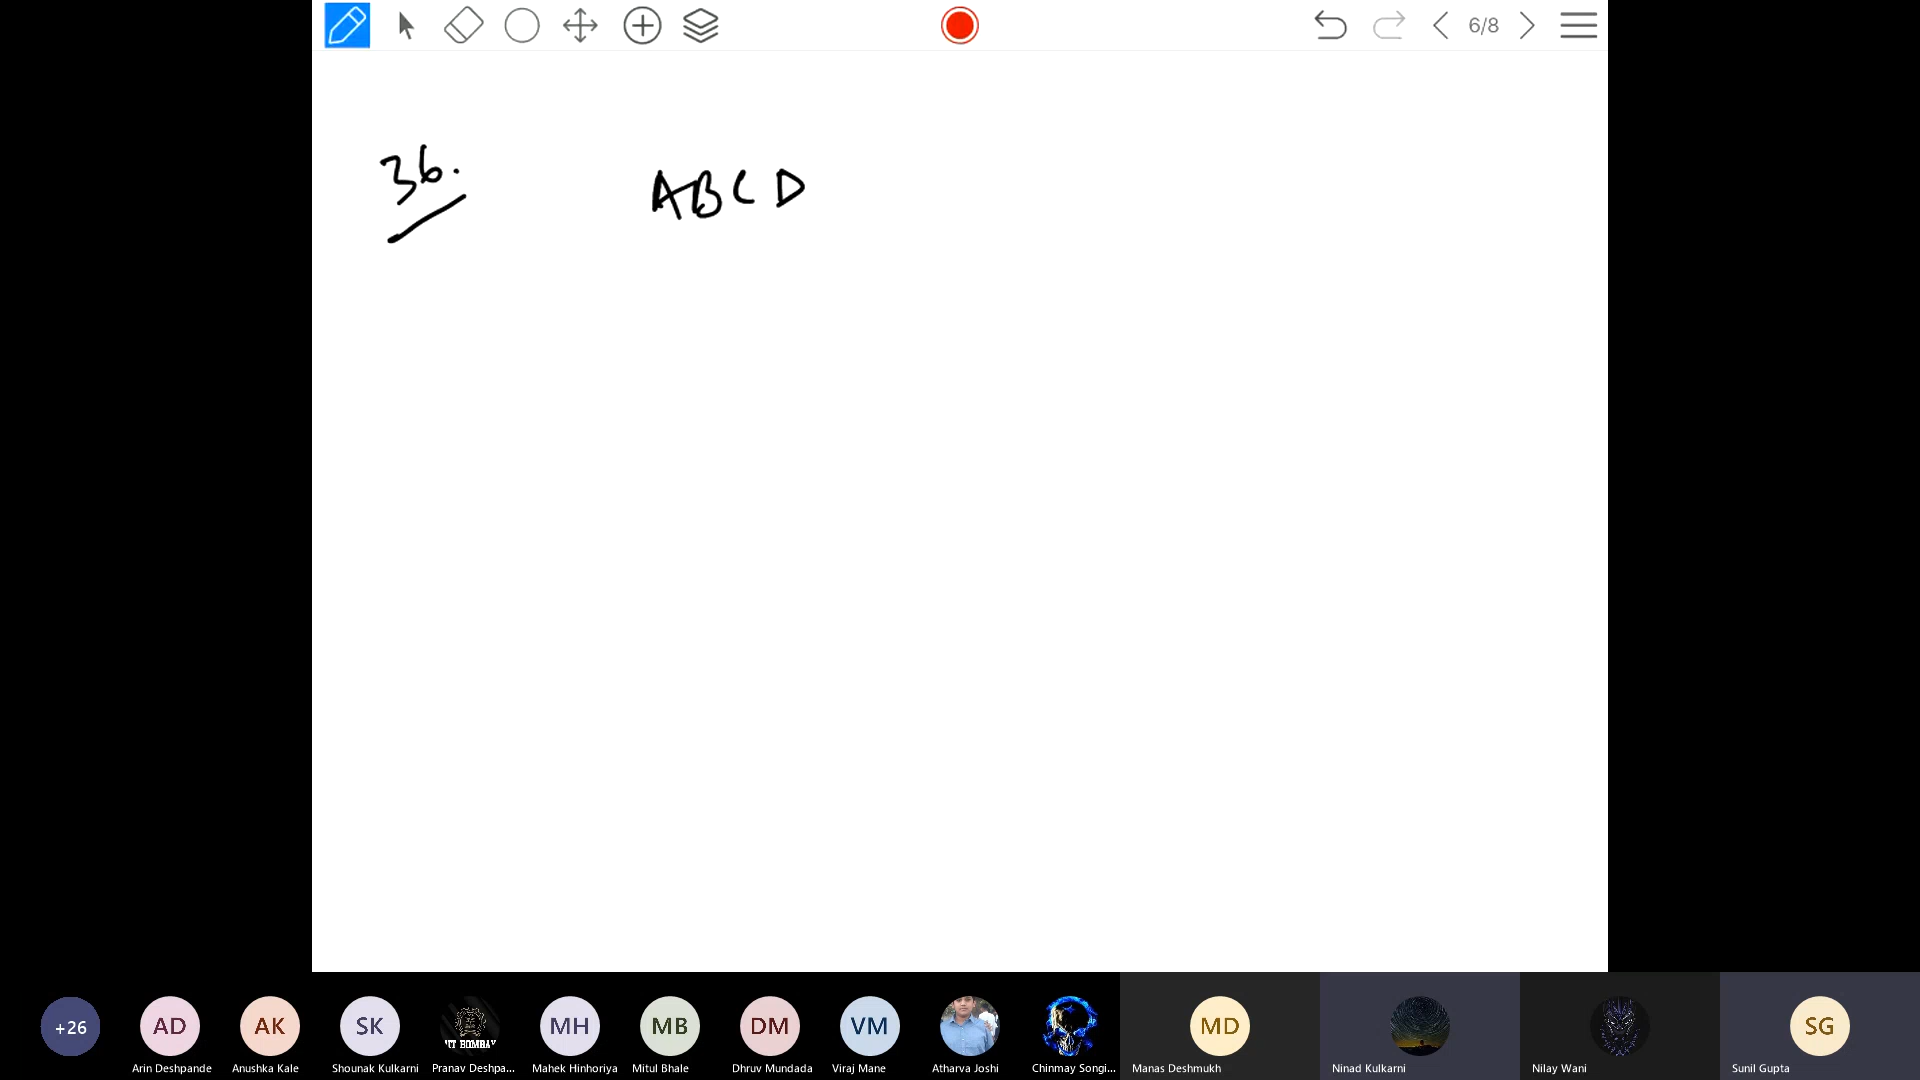 6/8
36. ABCD
+26 AD AK SK IIT BOMBAY MH MB DM VM MD SG
Arin Deshpande Anushka Kale Shounak Kulkarni Pranav Deshpa... Mahek Hinhoriya Mitul Bhale Dhruv Mundada Viraj Mane Atharva Joshi Chinmay Songi... Manas Deshmukh Ninad Kulkarni Nilay Wani Sunil Gupta